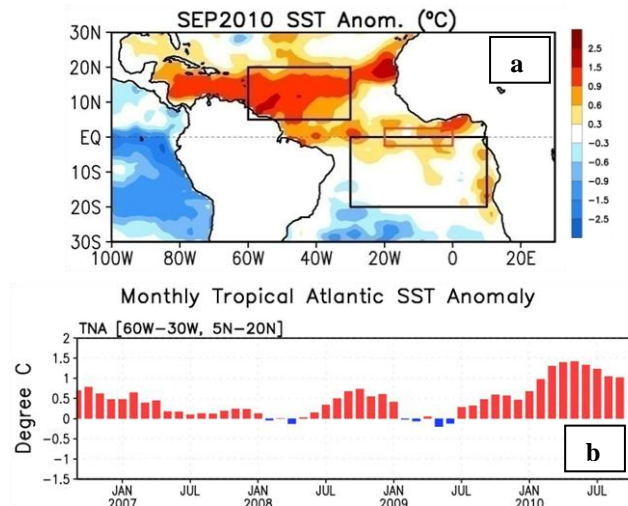 SEP2010 SST Anom. (°C)
a
30N
20N
10N
EQ
10S
20S
30S
100W 80W 60W 40W 20W 0 20E
2.5
1.5
0.9
0.6
0.3
-0.3
-0.6
-0.9
-1.5
-2.5
Monthly Tropical Atlantic SST Anomaly
TNA [60W-30W, 5N-20N]
Degree C
2
1.5
1
0.5
0
-0.5
-1
-1.5
b
JAN JUL JAN JUL JAN JUL JAN JUL
2007 2008 2009 2010